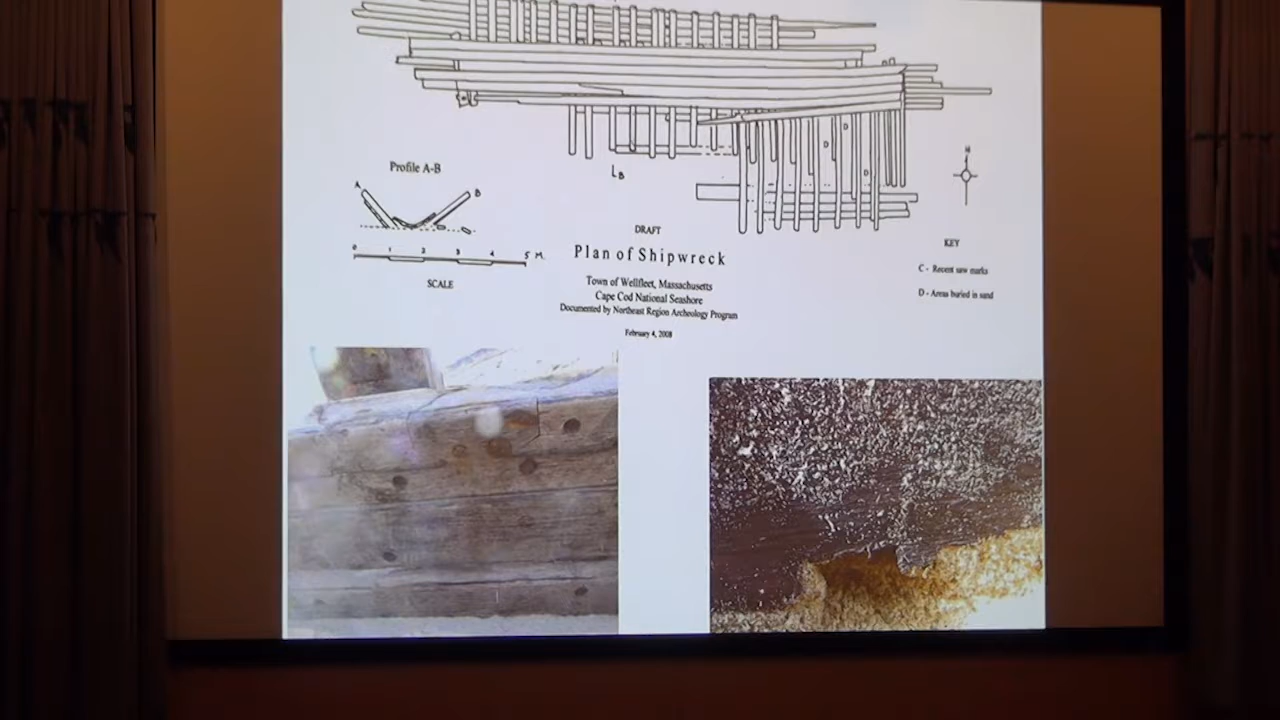 Profile A-B
A
B
0 1 2 3 4 5 M.
SCALE
B
N
DRAFT
Plan of Shipwreck
Town of Wellfleet, Massachusetts
Cape Cod National Seashore
Documented by Northeast Region Archeology Program
February 4, 2008
KEY
C - Recent saw marks
D - Areas buried in sand